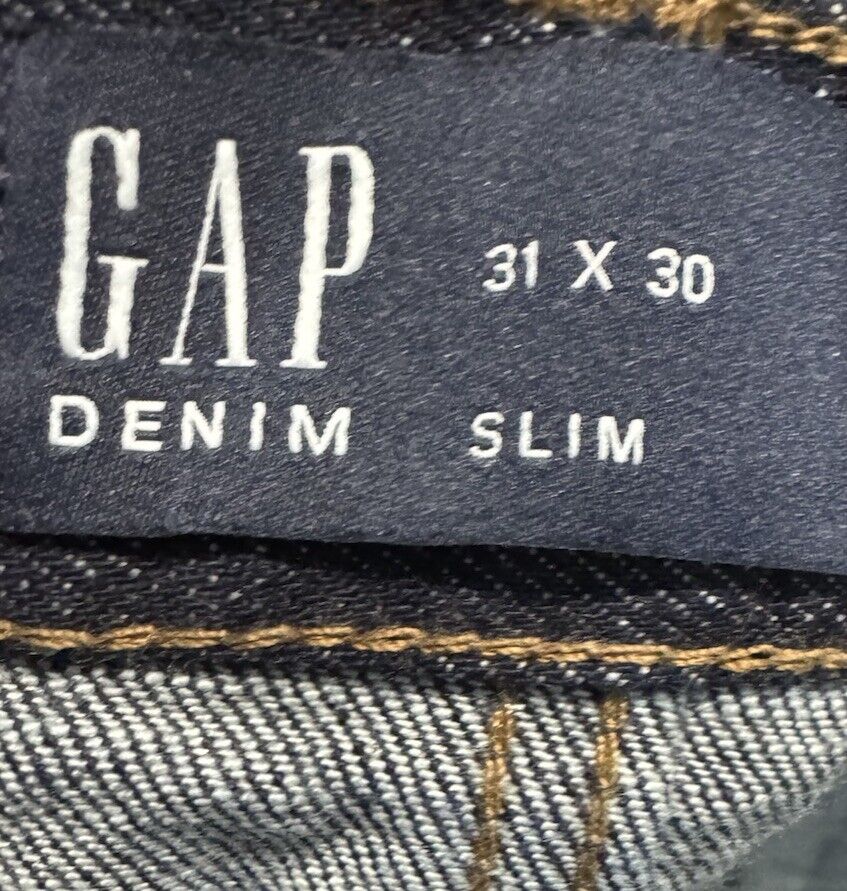 GAP
31 X 30
DENIM SLIM